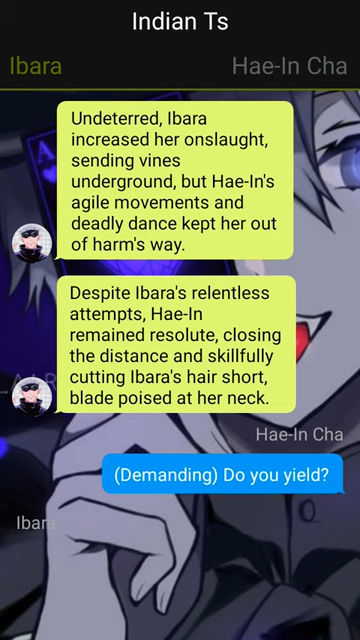 Indian Ts
Ibara
Hae-In Cha
Undeterred, Ibara
increased her onslaught,
sending vines
underground, but Hae-In's
agile movements and
deadly dance kept her out
of harm's way.
Despite Ibara's relentless
attempts, Hae-In
remained resolute, closing
the distance and skillfully
cutting Ibara's hair short,
blade poised at her neck.
Hae-In Cha
(Demanding) Do you yield?
Ibara